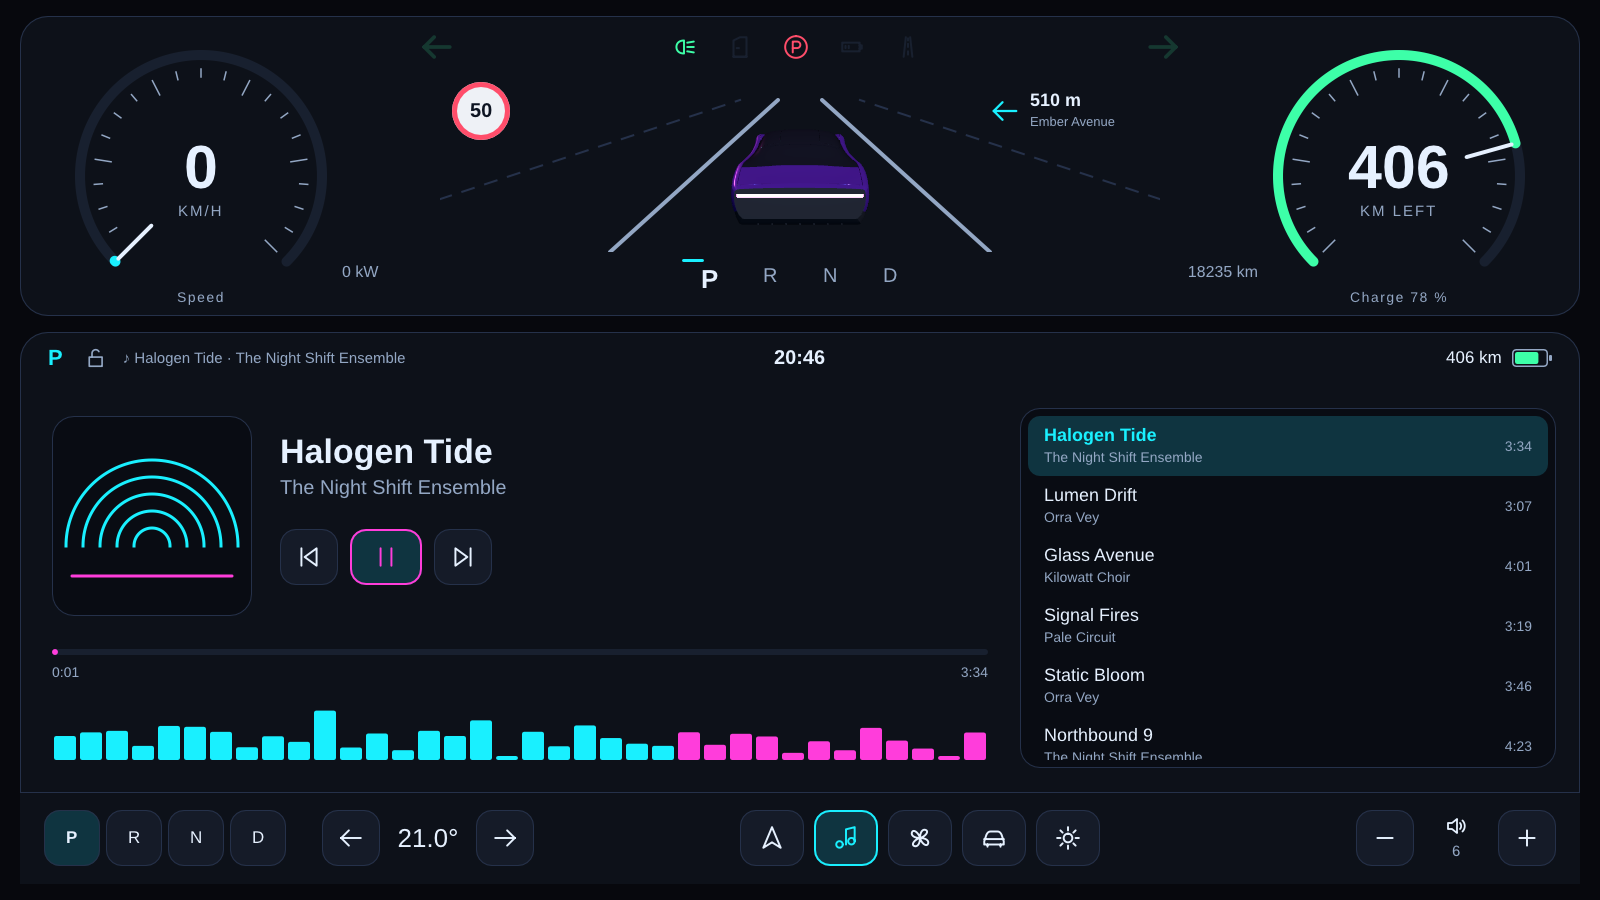 50
510 m
Ember Avenue
0
KM/H
406
KM LEFT
0 kW
P R N D
18235 km
Speed
Charge 78 %
P
♪ Halogen Tide · The Night Shift Ensemble
20:46
406 km
Halogen Tide
The Night Shift Ensemble
0:01
3:34
Halogen Tide
The Night Shift Ensemble
3:34
Lumen Drift
Orra Vey
3:07
Glass Avenue
Kilowatt Choir
4:01
Signal Fires
Pale Circuit
3:19
Static Bloom
Orra Vey
3:46
Northbound 9
The Night Shift Ensemble
4:23
P R N D
21.0°
6